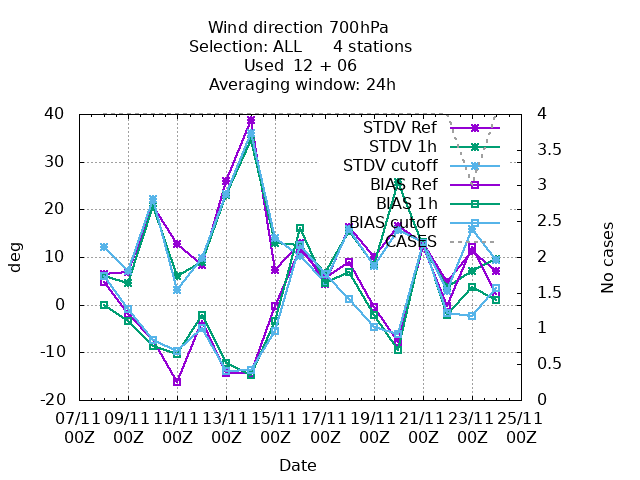 Wind direction 700hPa
Selection: ALL 4 stations
Used 12 + 06
Averaging window: 24h
40
30
20
10
0
-10
-20
deg
4
3.5
3
2.5
2
1.5
1
0.5
0
No cases
STDV Ref
STDV 1h
STDV cutoff
BIAS Ref
BIAS 1h
BIAS cutoff
CASES
07/11 09/11 11/11 13/11 15/11 17/11 19/11 21/11 23/11 25/11
00Z 00Z 00Z 00Z 00Z 00Z 00Z 00Z 00Z 00Z
Date